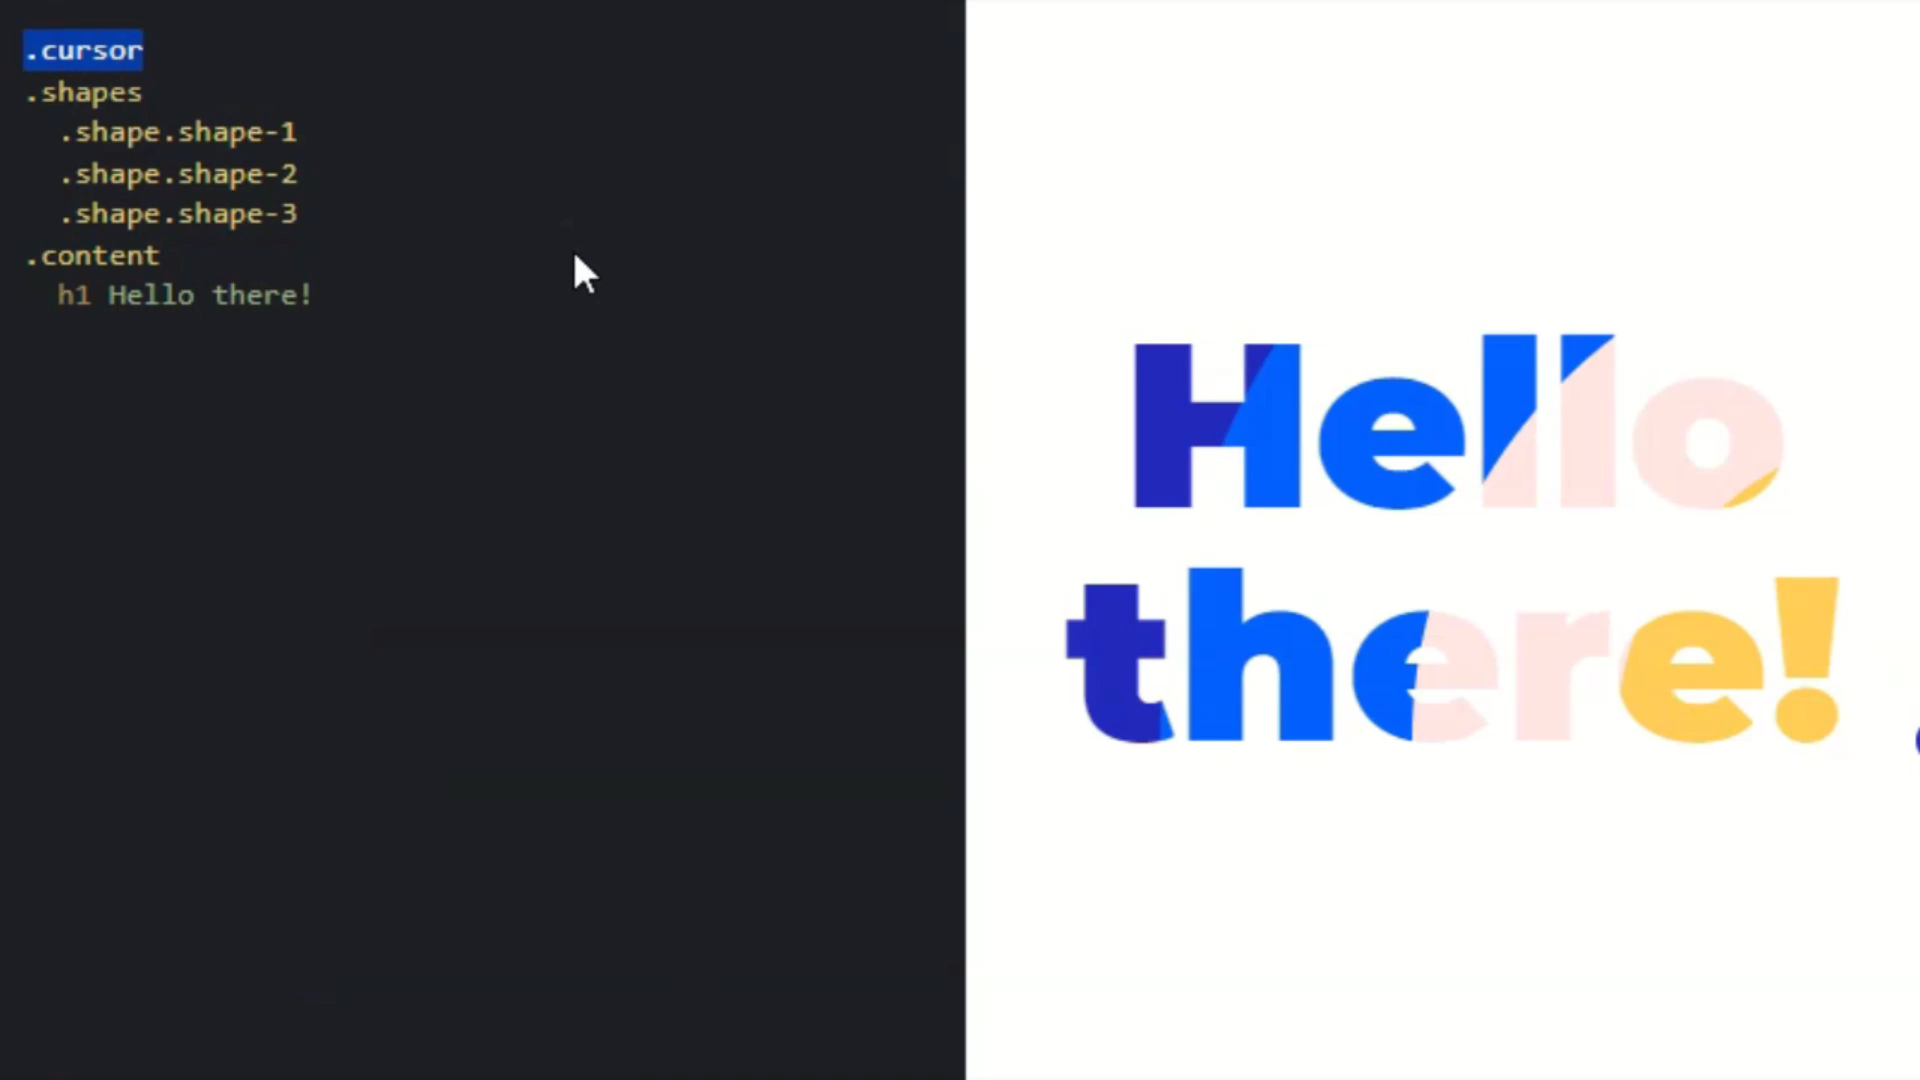 .cursor
.shapes
.shape.shape-1
.shape.shape-2
.shape.shape-3
.content
h1 Hello there!
Hello
there!